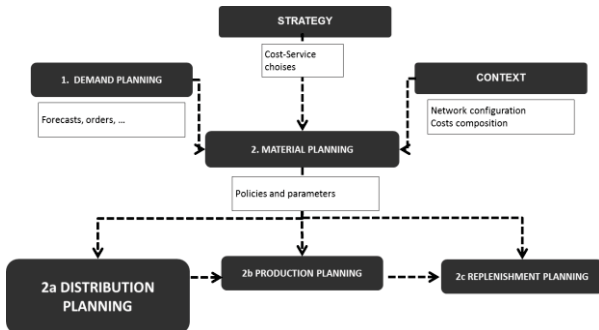 STRATEGY
Cost-Service
choises
1. DEMAND PLANNING
CONTEXT
Forecasts, orders, ...
Network configuration
Costs composition
2. MATERIAL PLANNING
Policies and parameters
2a DISTRIBUTION
PLANNING
2b PRODUCTION PLANNING
2c REPLENISHMENT PLANNING